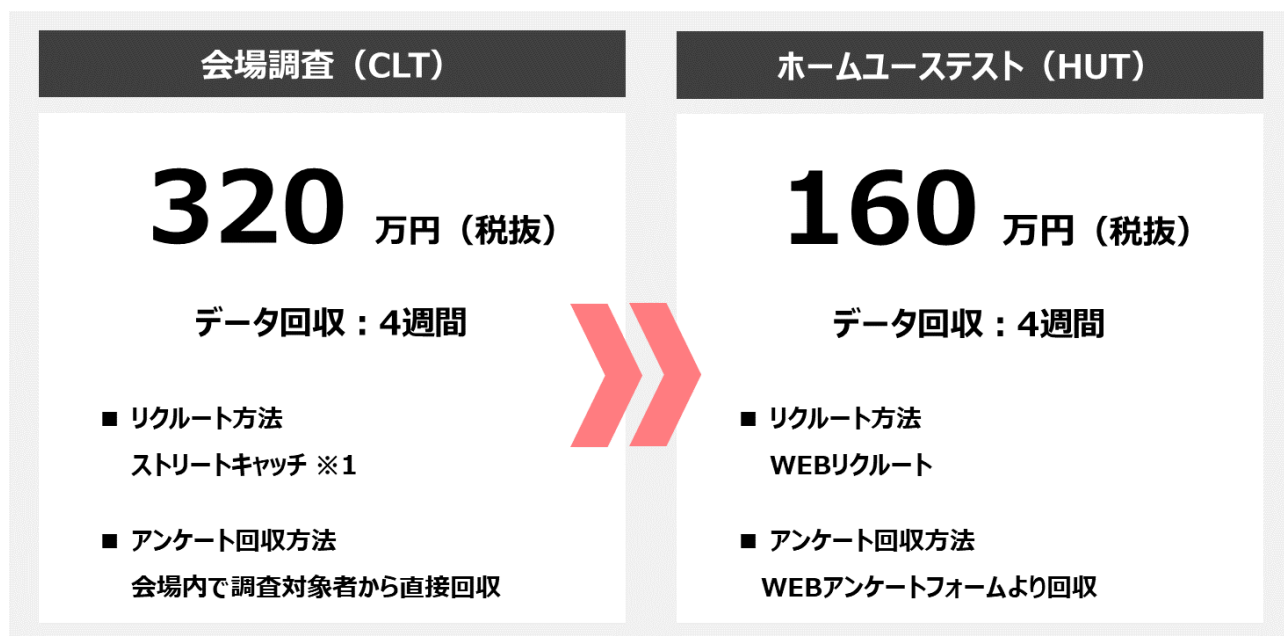 会場調査（CLT）
320 万円（税抜）
データ回収：4週間
■ リクルート方法
ストリートキャッチ ※1
■ アンケート回収方法
会場内で調査対象者から直接回収
ホームユーステスト（HUT）
160 万円（税抜）
データ回収：4週間
■ リクルート方法
WEBリクルート
■ アンケート回収方法
WEBアンケートフォームより回収